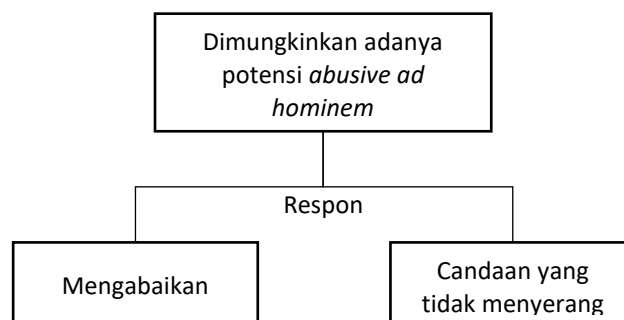 Dimungkinkan adanya
potensi abusive ad
hominem
Respon
Mengabaikan
Candaan yang
tidak menyerang